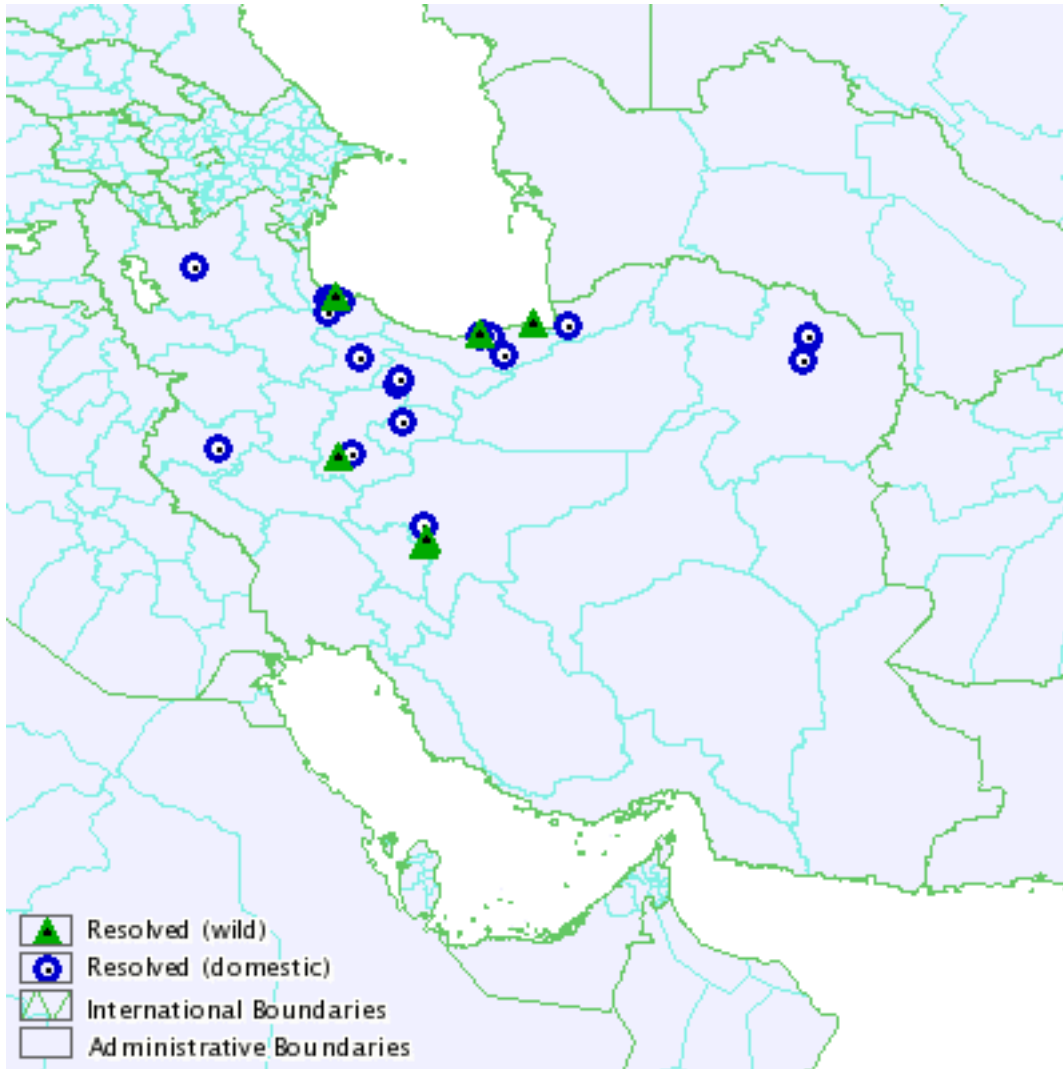 Resolved (wild)
Resolved (domestic)
International Boundaries
Administrative Boundaries